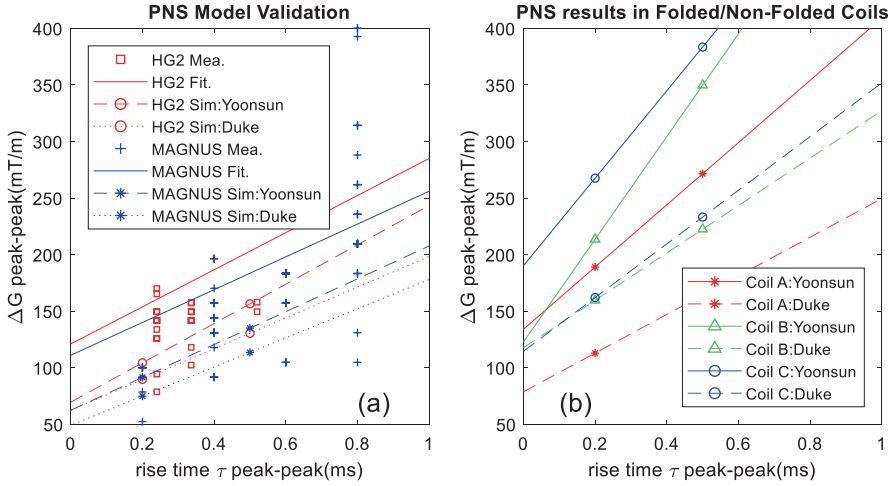 PNS Model Validation
400
350
300
250
200
150
100
50
ΔG peak-peak(mT/m)
HG2 Mea.
HG2 Fit.
HG2 Sim:Yoonsun
HG2 Sim:Duke
MAGNUS Mea.
MAGNUS Fit.
MAGNUS Sim:Yoonsun
MAGNUS Sim:Duke
(a)
0 0.2 0.4 0.6 0.8 1
rise time τ peak-peak(ms)
PNS results in Folded/Non-Folded Coils
400
350
300
250
200
150
100
50
ΔG peak-peak(mT/m)
Coil A:Yoonsun
Coil A:Duke
Coil B:Yoonsun
Coil B:Duke
Coil C:Yoonsun
Coil C:Duke
(b)
0 0.2 0.4 0.6 0.8 1
rise time τ peak-peak(ms)